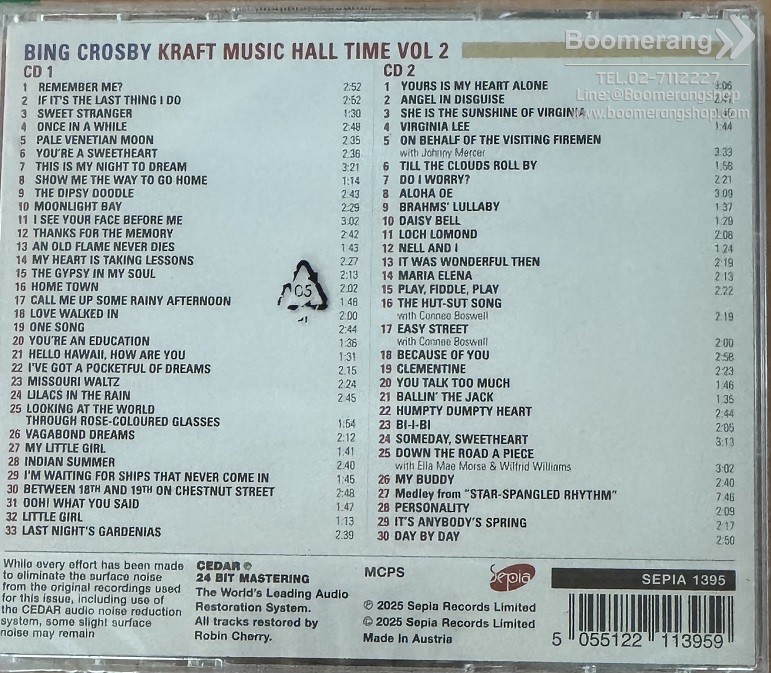 BING CROSBY KRAFT MUSIC HALL TIME VOL 2
Boomerang
TEL.02-7112227
Line:@Boomerangshop
www.Boomerangshop.com
CD 1
1 REMEMBER ME? 2:52
2 IF IT'S THE LAST THING I DO 2:52
3 SWEET STRANGER 1:30
4 ONCE IN A WHILE 2:48
5 PALE VENETIAN MOON 2:35
6 YOU'RE A SWEETHEART 2:36
7 THIS IS MY NIGHT TO DREAM 3:21
8 SHOW ME THE WAY TO GO HOME 1:14
9 THE DIPSY DOODLE 2:43
10 MOONLIGHT BAY 2:29
11 I SEE YOUR FACE BEFORE ME 3:02
12 THANKS FOR THE MEMORY 2:42
13 AN OLD FLAME NEVER DIES 1:43
14 MY HEART IS TAKING LESSONS 2:27
15 THE GYPSY IN MY SOUL 2:13
16 HOME TOWN 2:02
17 CALL ME UP SOME RAINY AFTERNOON 1:46
18 LOVE WALKED IN 2:00
19 ONE SONG 2:44
20 YOU'RE AN EDUCATION 1:36
21 HELLO HAWAII, HOW ARE YOU 1:31
22 I'VE GOT A POCKETFUL OF DREAMS 2:15
23 MISSOURI WALTZ 2:24
24 LILACS IN THE RAIN 2:45
25 LOOKING AT THE WORLD
THROUGH ROSE-COLOURED GLASSES 1:54
26 VAGABOND DREAMS 2:12
27 MY LITTLE GIRL 1:41
28 INDIAN SUMMER 2:40
29 I'M WAITING FOR SHIPS THAT NEVER COME IN 1:45
30 BETWEEN 18TH AND 19TH ON CHESTNUT STREET 2:48
31 OOH! WHAT YOU SAID 1:47
32 LITTLE GIRL 1:13
33 LAST NIGHT'S GARDENIAS 2:39
05
CD 2
1 YOURS IS MY HEART ALONE
2 ANGEL IN DISGUISE
3 SHE IS THE SUNSHINE OF VIRGINIA
4 VIRGINIA LEE 1:44
5 ON BEHALF OF THE VISITING FIREMEN
with Johnny Mercer 3:33
6 TILL THE CLOUDS ROLL BY 1:56
7 DO I WORRY? 2:21
8 ALOHA OE 3:09
9 BRAHMS' LULLABY 1:37
10 DAISY BELL 1:29
11 LOCH LOMOND 2:08
12 NELL AND I 1:24
13 IT WAS WONDERFUL THEN 2:19
14 MARIA ELENA 2:13
15 PLAY, FIDDLE, PLAY 2:22
16 THE HUT-SUT SONG
with Connee Boswell 2:19
17 EASY STREET
with Connee Boswell 2:00
18 BECAUSE OF YOU 2:58
19 CLEMENTINE 2:23
20 YOU TALK TOO MUCH 1:46
21 BALLIN' THE JACK 1:35
22 HUMPTY DUMPTY HEART 2:44
23 BI-I-BI 2:05
24 SOMEDAY, SWEETHEART 3:13
25 DOWN THE ROAD A PIECE
with Ella Mae Morse & Wilfrid Williams 3:02
26 MY BUDDY 2:40
27 Medley from "STAR-SPANGLED RHYTHM" 7:46
28 PERSONALITY 2:09
29 IT'S ANYBODY'S SPRING 2:17
30 DAY BY DAY 2:50
While every effort has been made
to eliminate the surface noise
from the original recordings used
for this issue, including use of
the CEDAR audio noise reduction
system, some slight surface
noise may remain
CEDAR
24 BIT MASTERING
The World's Leading Audio
Restoration System.
All tracks restored by
Robin Cherry.
MCPS
Sepia
℗ 2025 Sepia Records Limited
© 2025 Sepia Records Limited
Made in Austria
SEPIA 1395
5 055122 113959